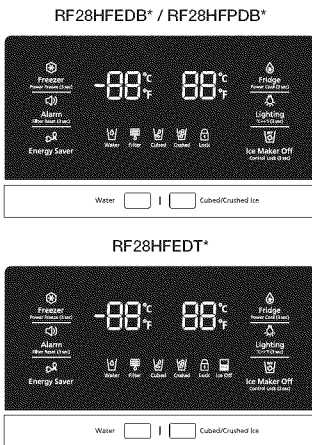 RF28HFEDB* / RF28HFPDB*
Freezer
Power Freeze (3 sec)
-88 °C °F
88 °C °F
Fridge
Power Cool (3 sec)
Alarm
Filter Reset (3 sec)
Lighting
°C↔°F (3 sec)
Energy Saver
Water Filter Cubed Crushed Lock
Ice Maker Off
Control Lock (3 sec)
Water Cubed/Crushed Ice
RF28HFEDT*
Freezer
Power Freeze (3 sec)
-88 °C °F
88 °C °F
Fridge
Power Cool (3 sec)
Alarm
Filter Reset (3 sec)
Lighting
°C↔°F (3 sec)
Energy Saver
Water Filter Cubed Crushed Lock Ice Off
Ice Maker Off
Control Lock (3 sec)
Water Cubed/Crushed Ice